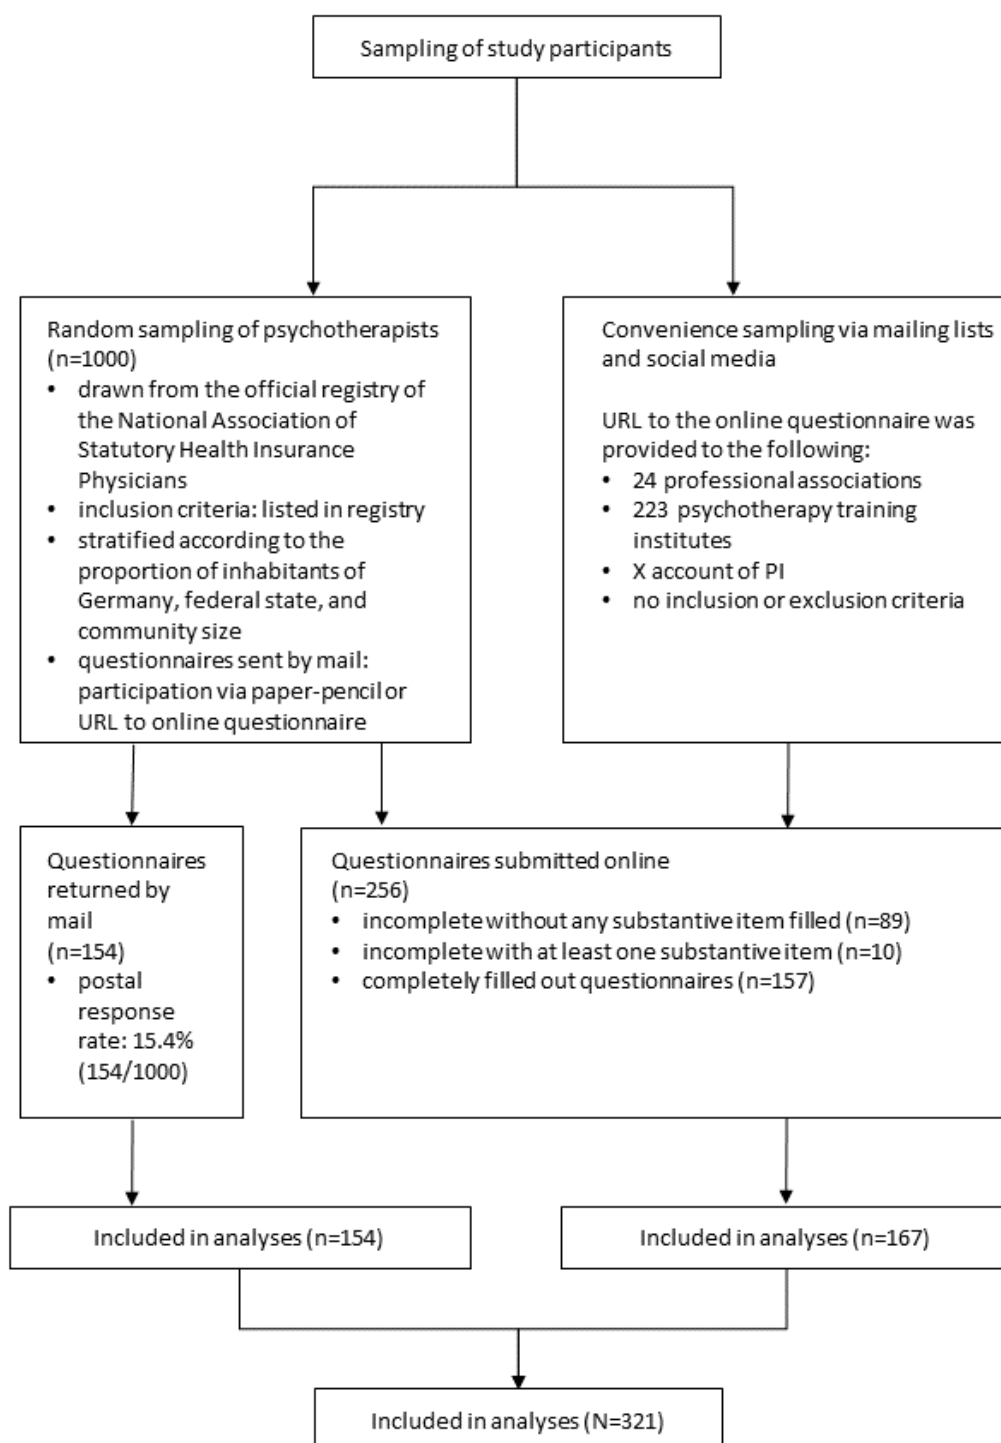 Sampling of study participants
Random sampling of psychotherapists
(n=1000)
• drawn from the official registry of
the National Association of
Statutory Health Insurance
Physicians
• inclusion criteria: listed in registry
• stratified according to the
proportion of inhabitants of
Germany, federal state, and
community size
• questionnaires sent by mail:
participation via paper-pencil or
URL to online questionnaire
Convenience sampling via mailing lists
and social media
URL to the online questionnaire was
provided to the following:
• 24 professional associations
• 223 psychotherapy training
institutes
• X account of PI
• no inclusion or exclusion criteria
Questionnaires
returned by
mail
(n=154)
• postal
response
rate: 15.4%
(154/1000)
Questionnaires submitted online
(n=256)
• incomplete without any substantive item filled (n=89)
• incomplete with at least one substantive item (n=10)
• completely filled out questionnaires (n=157)
Included in analyses (n=154)
Included in analyses (n=167)
Included in analyses (N=321)